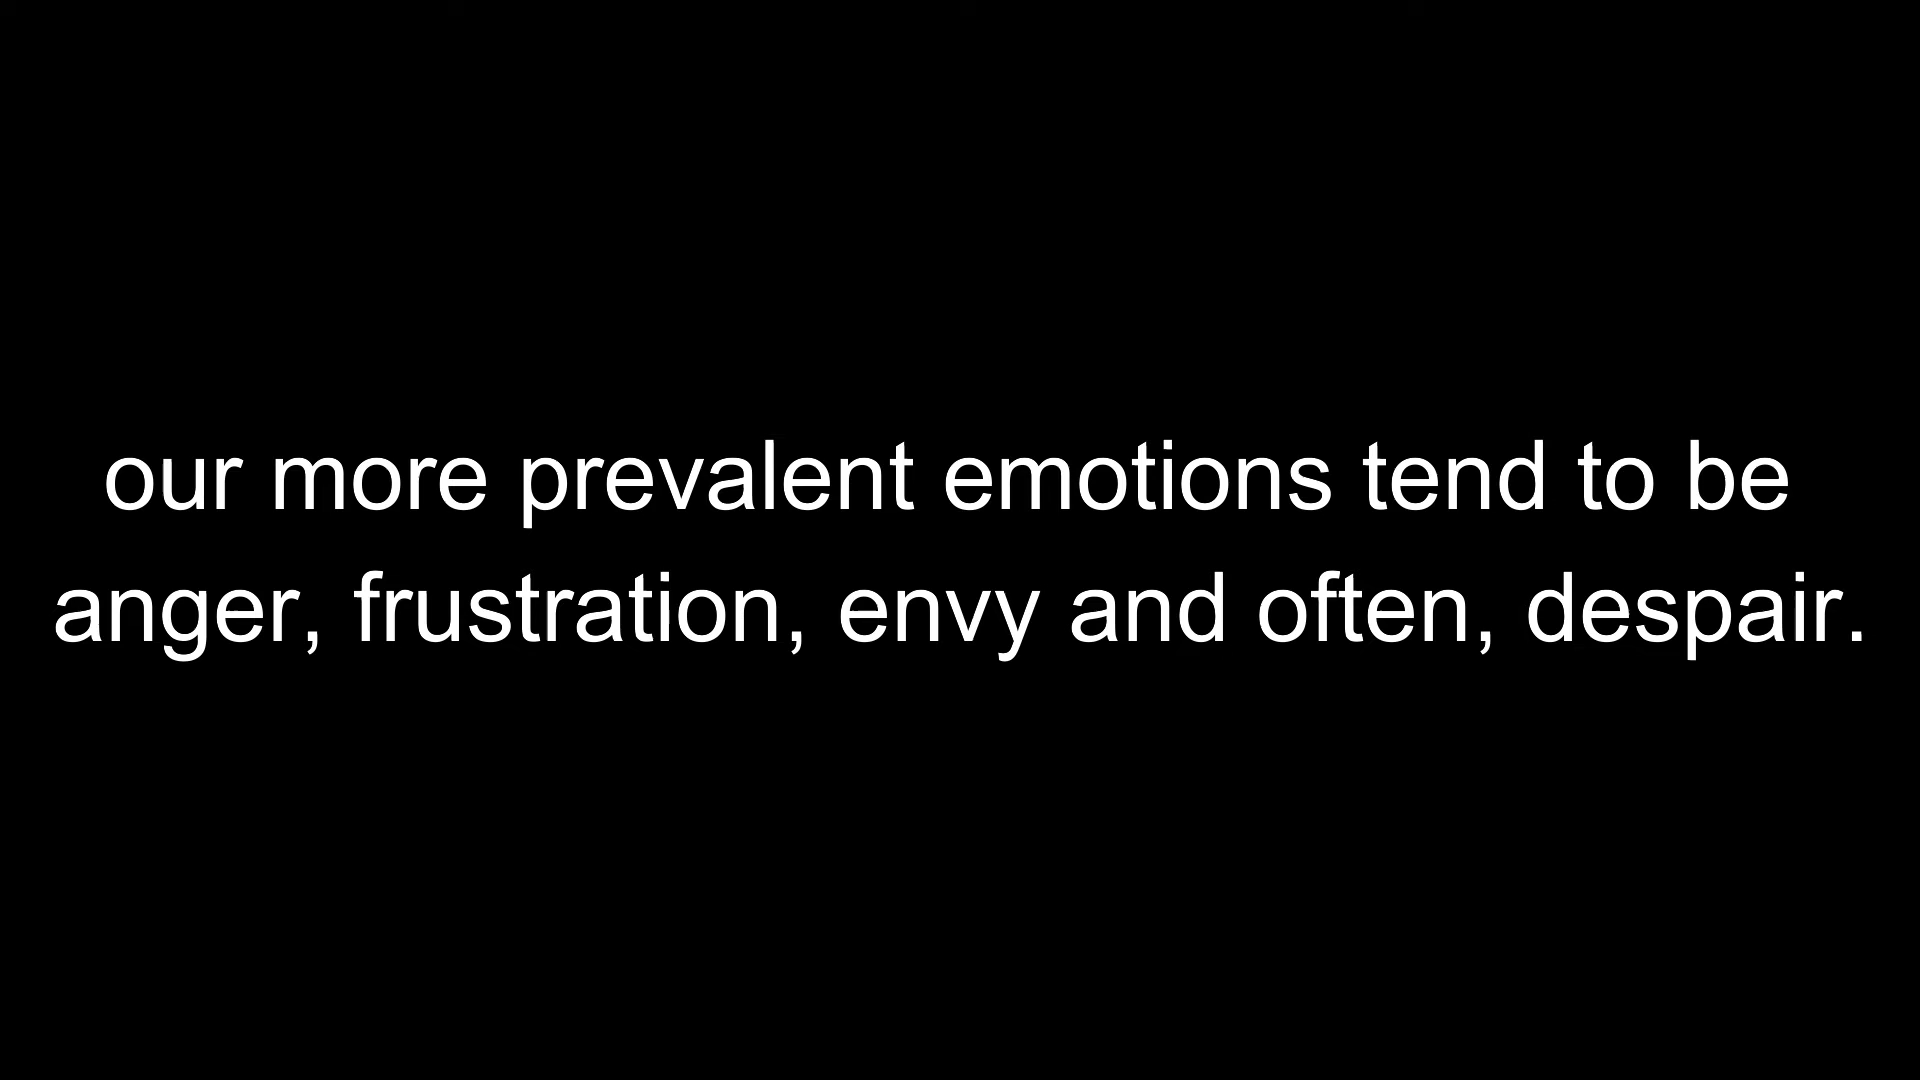 our more prevalent emotions tend to be
anger, frustration, envy and often, despair.